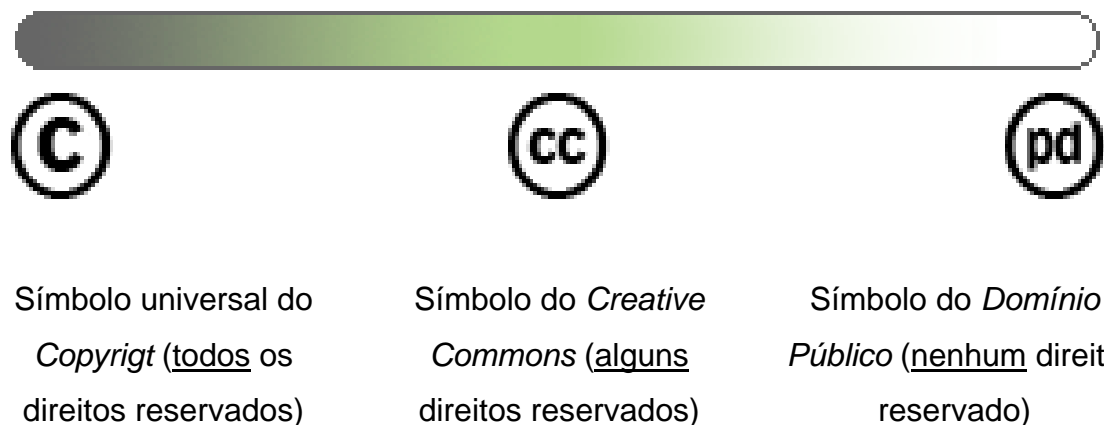 C
cc
pd
Símbolo universal do
Copyrigt (todos os
direitos reservados)
Símbolo do Creative
Commons (alguns
direitos reservados)
Símbolo do Domínio
Público (nenhum direit
reservado)